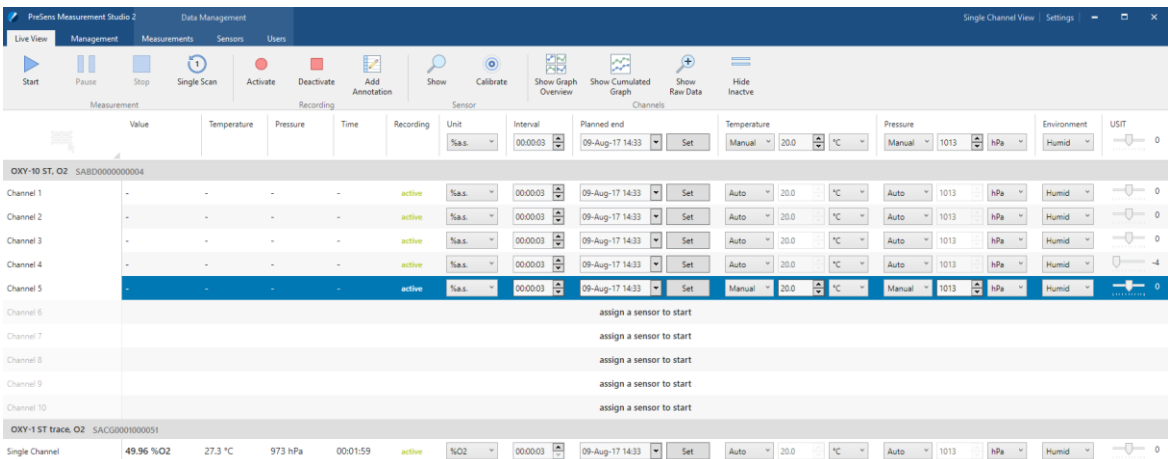 PreSens Measurement Studio 2 Data Management Single Channel View Settings
Live View Management Measurements Sensors Users
Start Pause Stop Single Scan Activate Deactivate Add Annotation Show Calibrate Show Graph Overview Show Cumulated Graph Show Raw Data Hide Inactve
Measurement Recording Sensor Channels
Value Temperature Pressure Time Recording Unit Interval Planned end Temperature Pressure Environment USIT
%a.s. 00:00:03 09-Aug-17 14:33 Set Manual 20.0 °C Manual 1013 hPa Humid 0
OXY-10 ST, O2 SABD0000000004
Channel 1 - - - - active %a.s. 00:00:03 09-Aug-17 14:33 Set Auto 20.0 °C Auto 1013 hPa Humid 0
Channel 2 - - - - active %a.s. 00:00:03 09-Aug-17 14:33 Set Auto 20.0 °C Auto 1013 hPa Humid 0
Channel 3 - - - - active %a.s. 00:00:03 09-Aug-17 14:33 Set Auto 20.0 °C Auto 1013 hPa Humid 0
Channel 4 - - - - active %a.s. 00:00:03 09-Aug-17 14:33 Set Auto 20.0 °C Auto 1013 hPa Humid -4
Channel 5 - - - - active %a.s. 00:00:03 09-Aug-17 14:33 Set Manual 20.0 °C Manual 1013 hPa Humid 0
Channel 6 assign a sensor to start
Channel 7 assign a sensor to start
Channel 8 assign a sensor to start
Channel 9 assign a sensor to start
Channel 10 assign a sensor to start
OXY-1 ST trace, O2 SACG0001000051
Single Channel 49.96 %O2 27.3 °C 973 hPa 00:01:59 active %O2 00:00:03 09-Aug-17 14:33 Set Auto 20.0 °C Auto 1013 hPa Humid 0